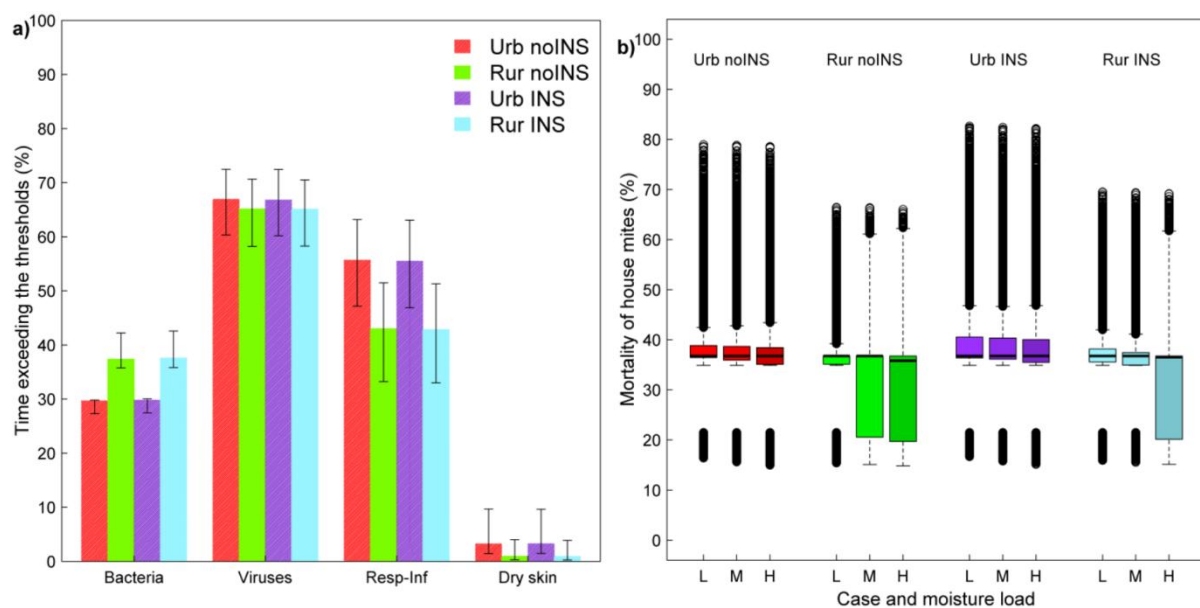 a)
Time exceeding the thresholds (%)
100
90
80
70
60
50
40
30
20
10
0
Urb noINS
Rur noINS
Urb INS
Rur INS
Bacteria Viruses Resp-Inf Dry skin
b)
Mortality of house mites (%)
100
90
80
70
60
50
40
30
20
10
0
Urb noINS Rur noINS Urb INS Rur INS
L M H L M H L M H L M H
Case and moisture load